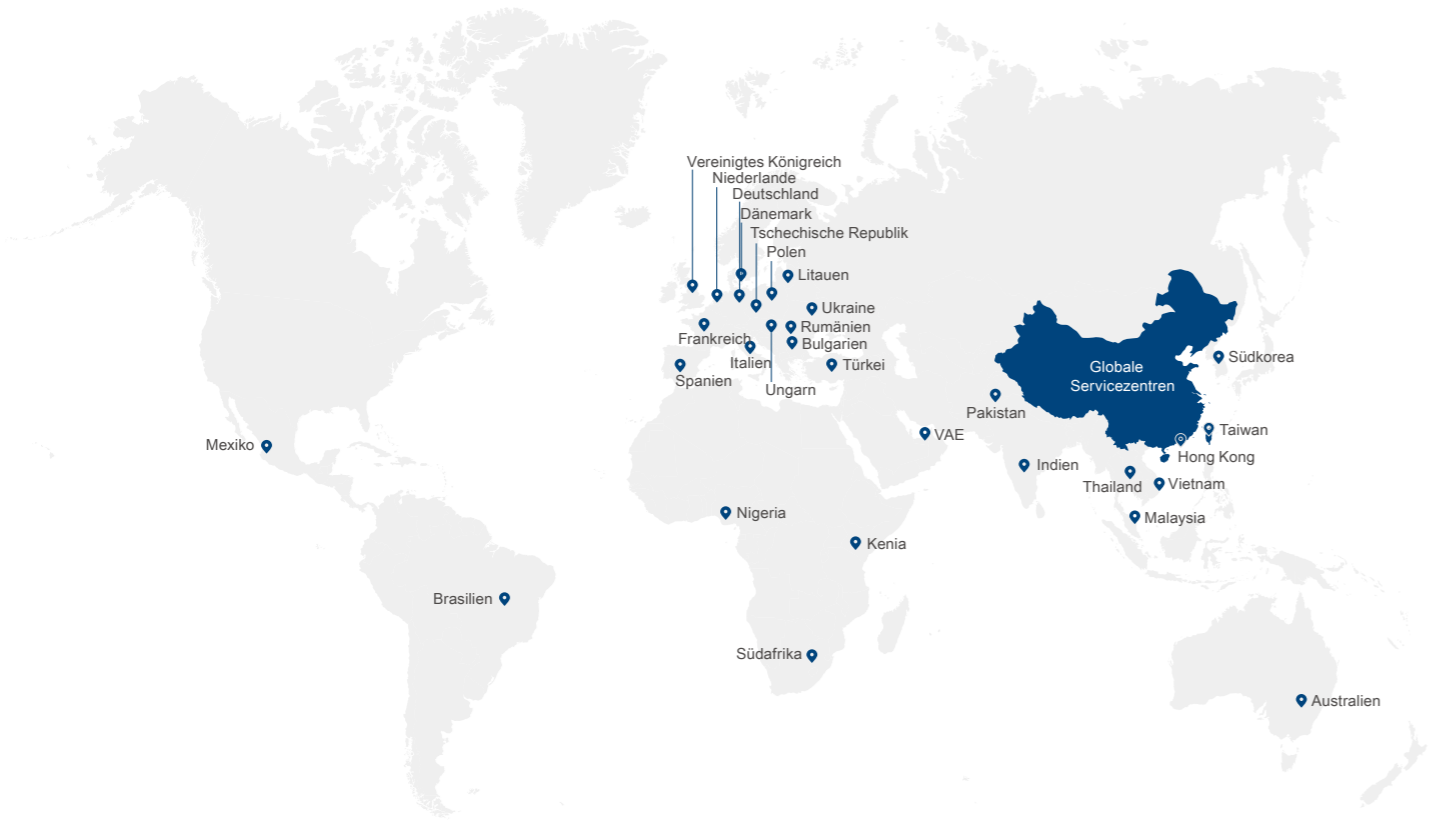 Vereinigtes Königreich
Niederlande
Deutschland
Dänemark
Tschechische Republik
Polen
Litauen
Ukraine
Rumänien
Frankreich
Bulgarien
Italien
Türkei
Spanien
Ungarn
Globale
Servicezentren
Südkorea
Pakistan
Mexiko
VAE
Taiwan
Hong Kong
Indien
Thailand
Vietnam
Nigeria
Malaysia
Kenia
Brasilien
Südafrika
Australien